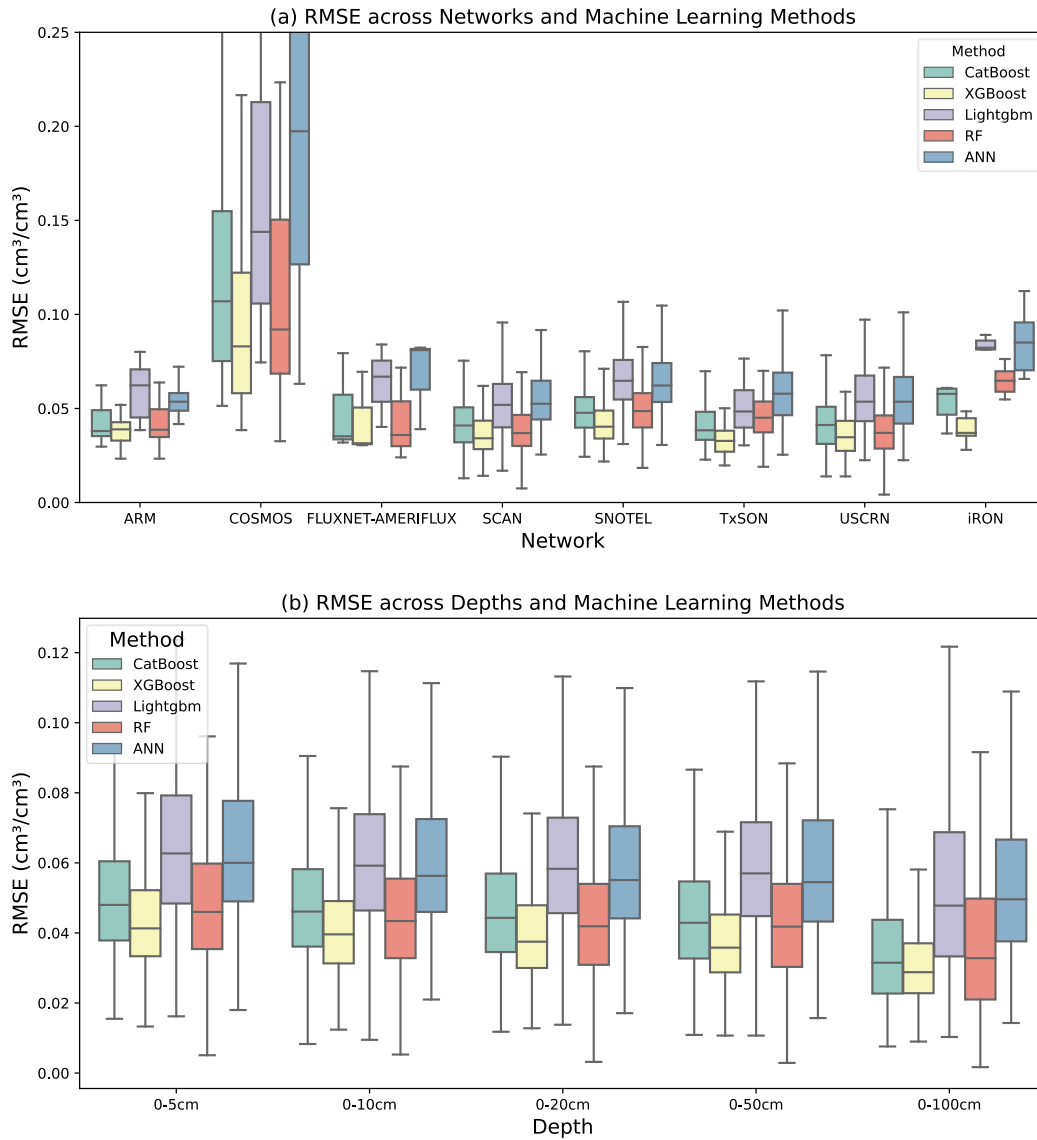 (a) RMSE across Networks and Machine Learning Methods
0.25
0.20
0.15
0.10
0.05
0.00
RMSE (cm³/cm³)
Method
CatBoost
XGBoost
Lightgbm
RF
ANN
ARM COSMOS FLUXNET-AMERIFLUX SCAN SNOTEL TxSON USCRN iRON
Network
(b) RMSE across Depths and Machine Learning Methods
0.12
0.10
0.08
0.06
0.04
0.02
0.00
RMSE (cm³/cm³)
Method
CatBoost
XGBoost
Lightgbm
RF
ANN
0-5cm 0-10cm 0-20cm 0-50cm 0-100cm
Depth